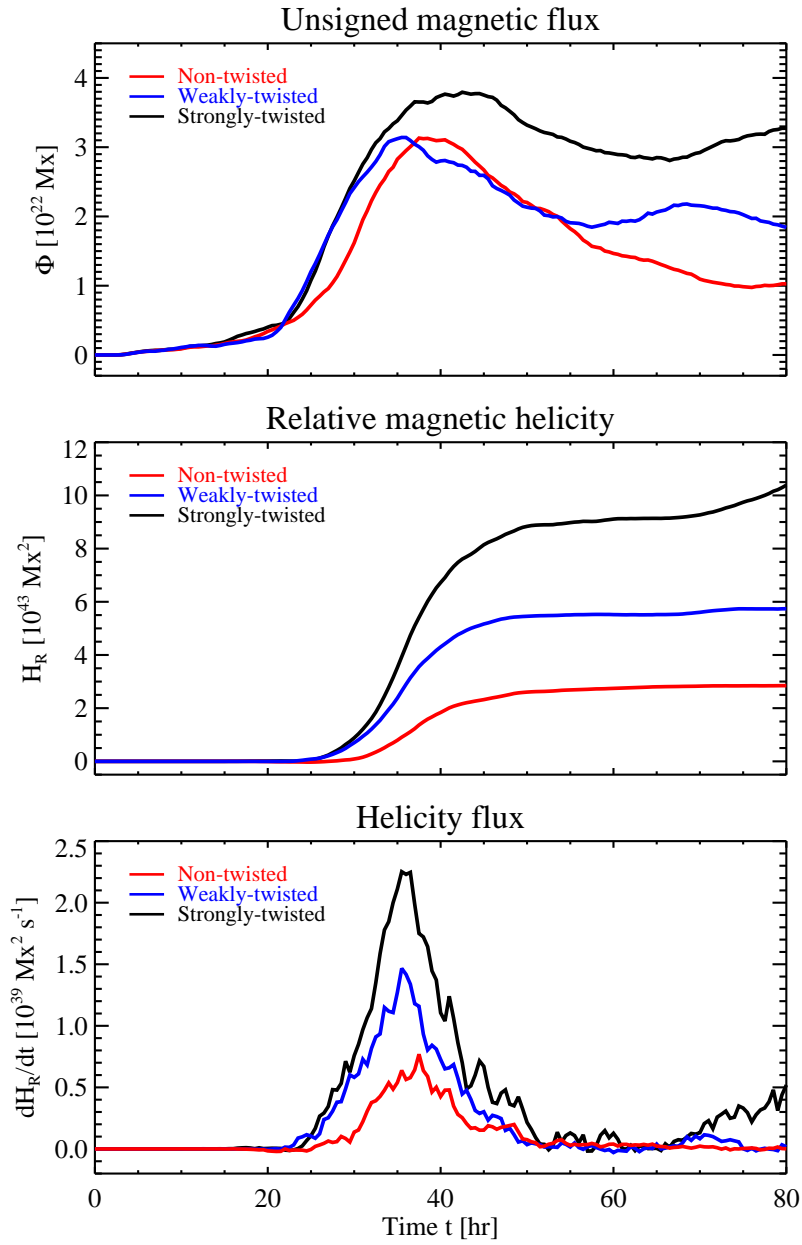 Unsigned magnetic flux
Non-twisted
Weakly-twisted
Strongly-twisted
Φ [10²² Mx]
4
3
2
1
0
Relative magnetic helicity
Non-twisted
Weakly-twisted
Strongly-twisted
H_R [10⁴³ Mx²]
12
10
8
6
4
2
0
Helicity flux
Non-twisted
Weakly-twisted
Strongly-twisted
dH_R/dt [10³⁹ Mx² s⁻¹]
2.5
2.0
1.5
1.0
0.5
0.0
0 20 40 60 80
Time t [hr]